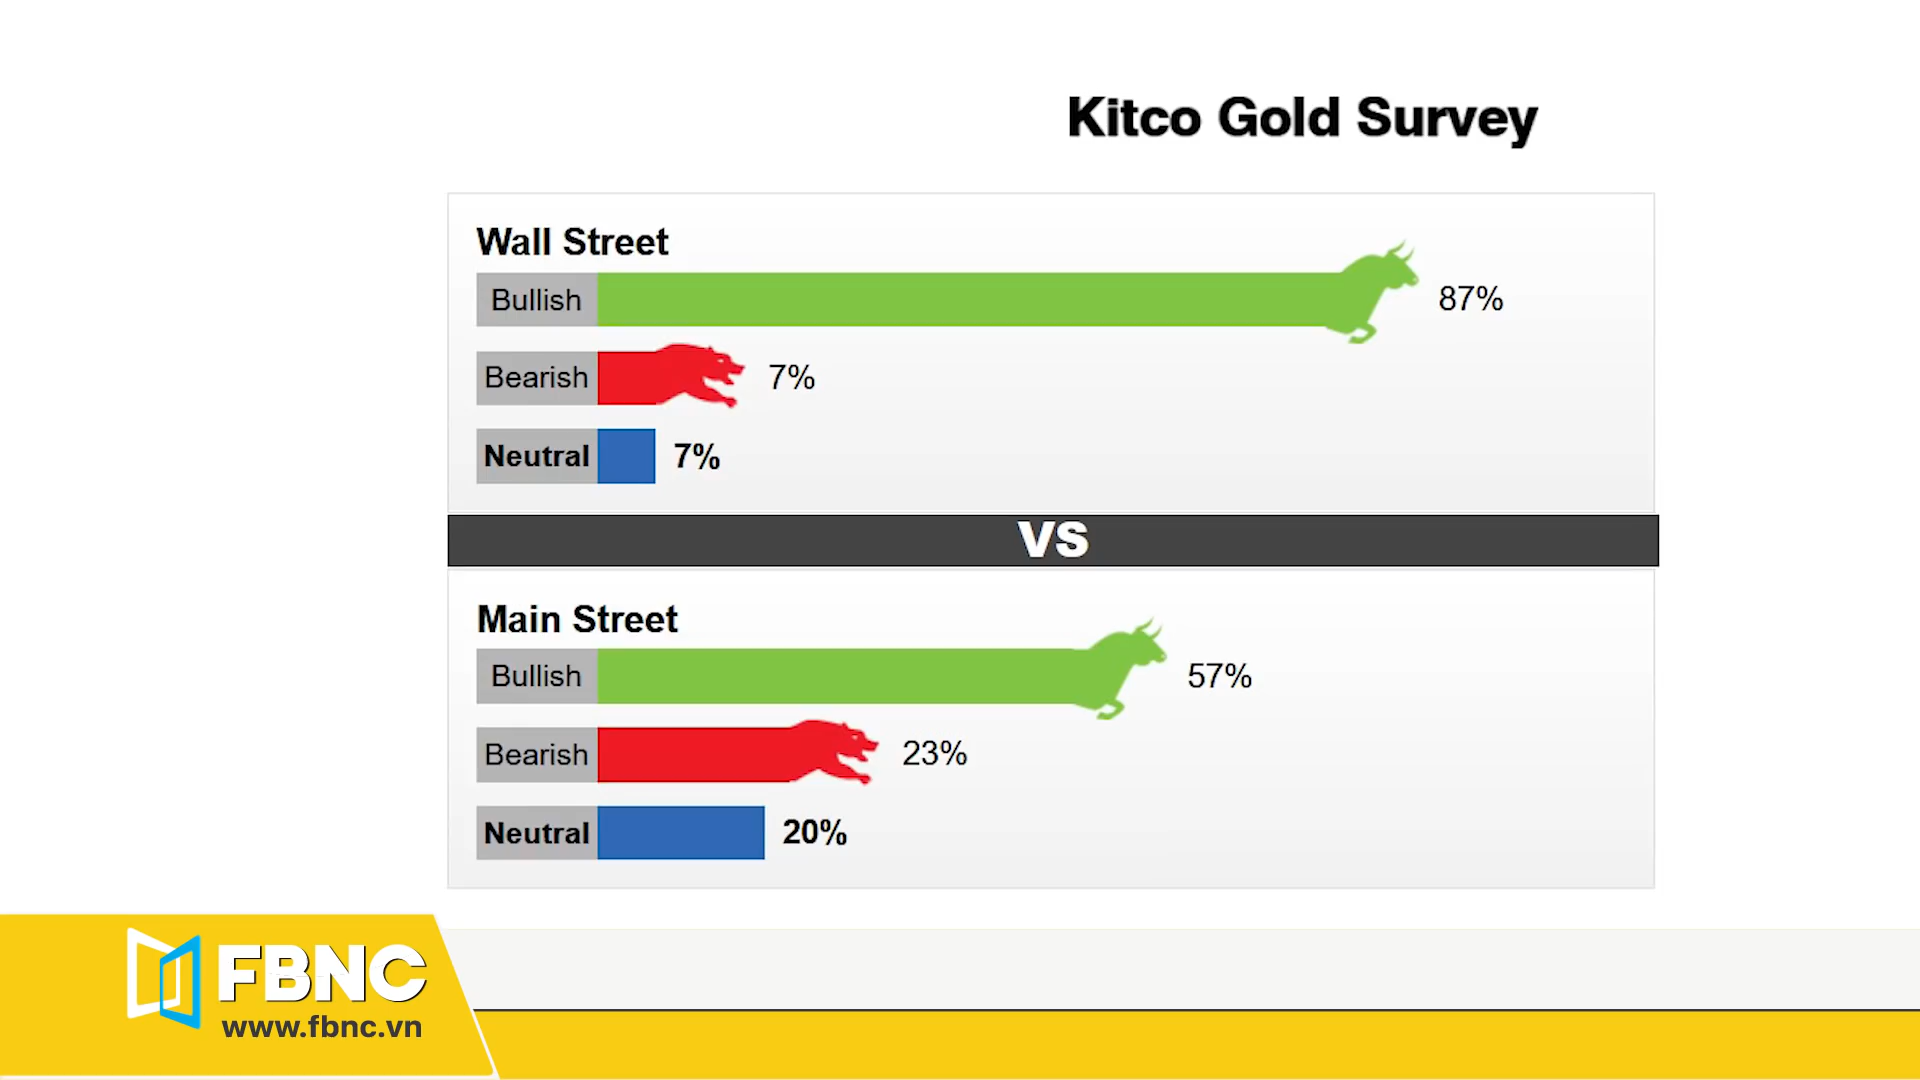 Kitco Gold Survey
Wall Street
Bullish 87%
Bearish 7%
Neutral 7%
VS
Main Street
Bullish 57%
Bearish 23%
Neutral 20%
FBNC
www.fbnc.vn